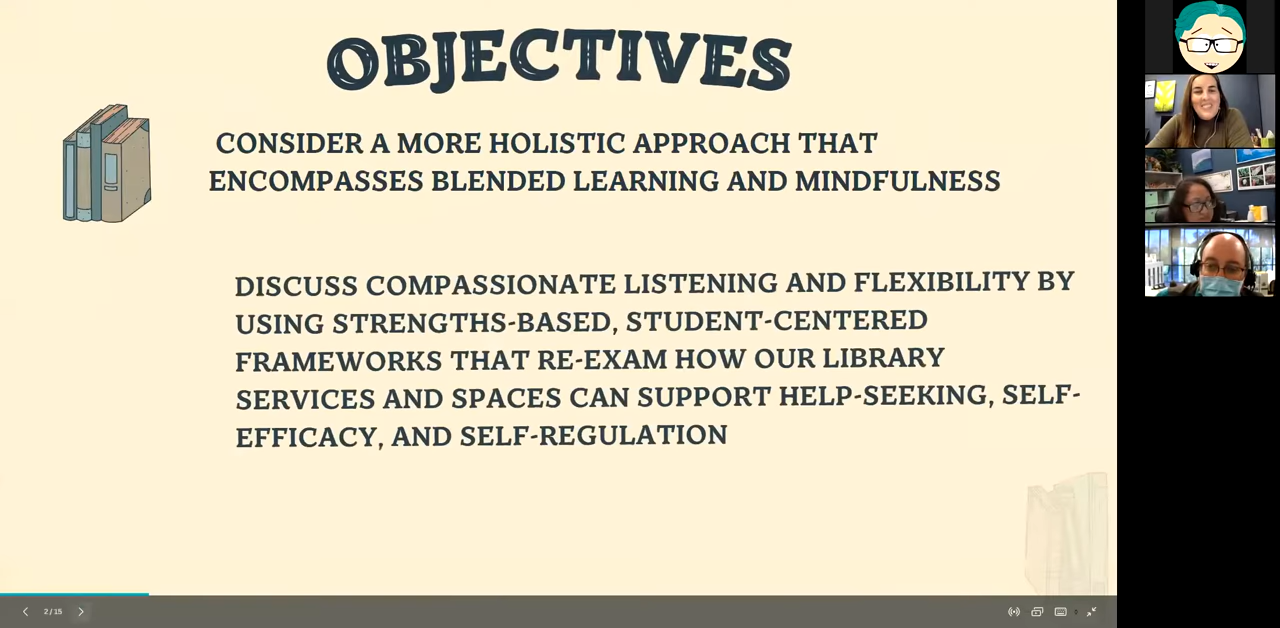 OBJECTIVES
CONSIDER A MORE HOLISTIC APPROACH THAT
ENCOMPASSES BLENDED LEARNING AND MINDFULNESS
DISCUSS COMPASSIONATE LISTENING AND FLEXIBILITY BY
USING STRENGTHS-BASED, STUDENT-CENTERED
FRAMEWORKS THAT RE-EXAM HOW OUR LIBRARY
SERVICES AND SPACES CAN SUPPORT HELP-SEEKING, SELF-
EFFICACY, AND SELF-REGULATION
2 / 15